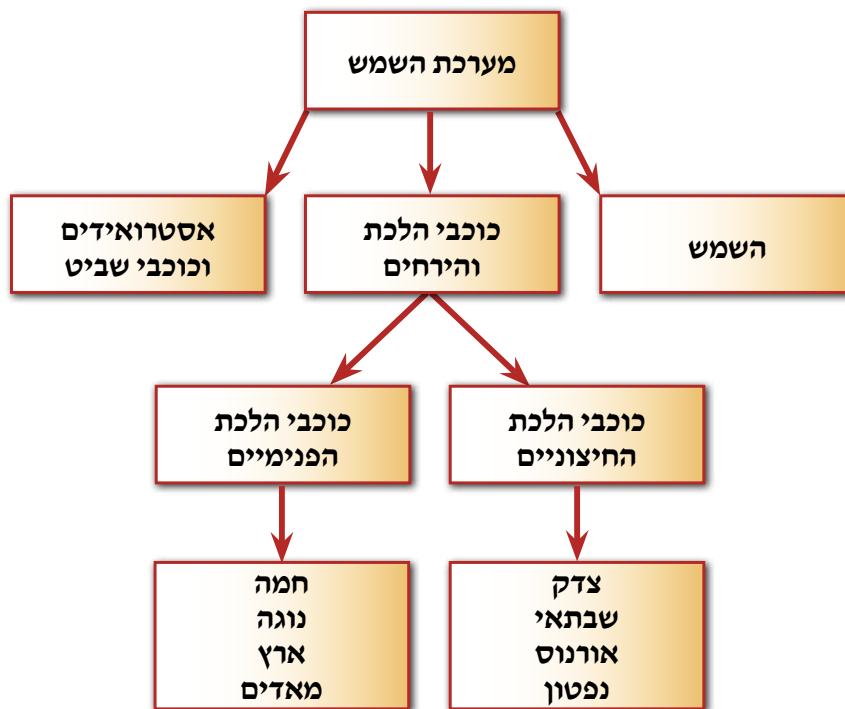 מערכת השמש
השמש
כוכבי הלכת
והירחים
אסטרואידים
וכוכבי שביט
כוכבי הלכת
החיצוניים
כוכבי הלכת
הפנימיים
צדק
שבתאי
אורנוס
נפטון
חמה
נוגה
ארץ
מאדים